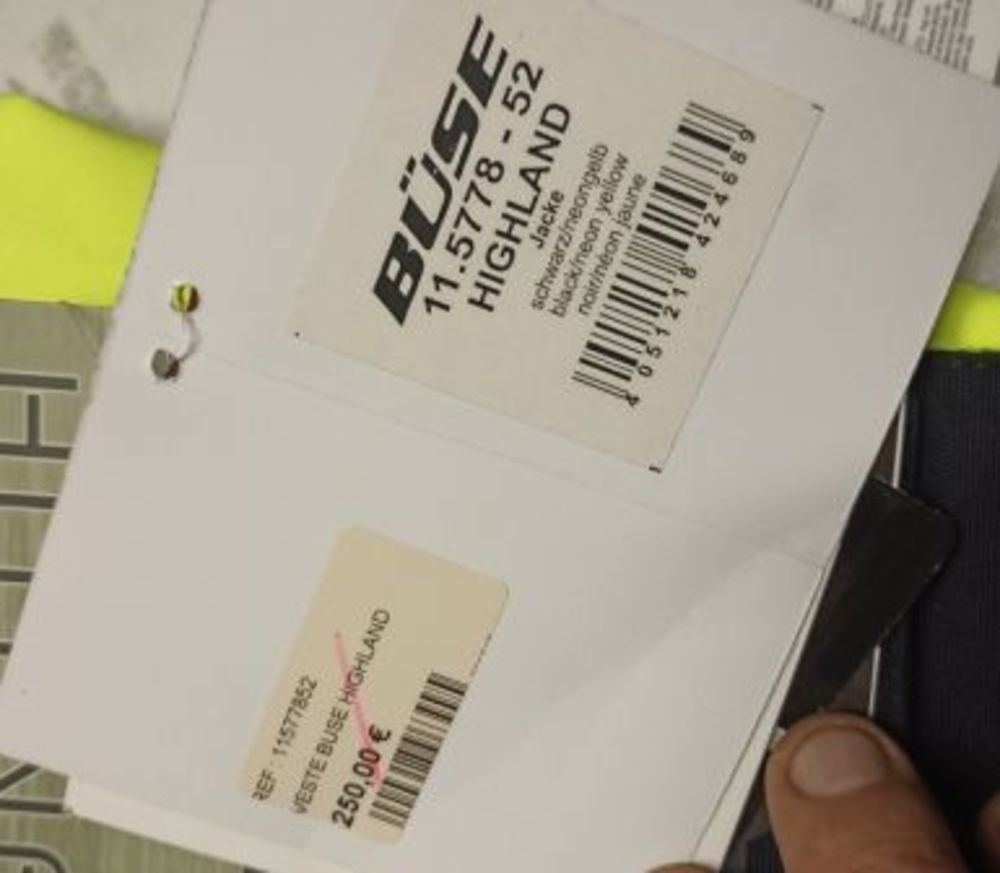 BÜSE
11.5778 - 52
HIGHLAND
Jacke
schwarz/neongelb
black/neon yellow
noir/néon jaune
4 051218 424689
REF : 11577852
VESTE BUSE HIGHLAND
250,00 €